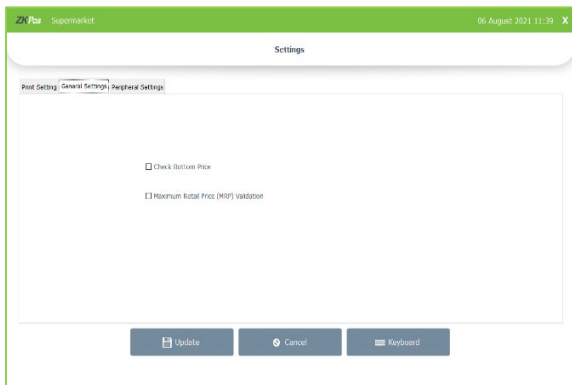 ZKPos Supermarket 06 August 2021 11:39 X
Settings
Print Setting General Settings Peripheral Settings
Check Bottom Price
Maximum Retail Price (MRP) Validation
Update Cancel Keyboard